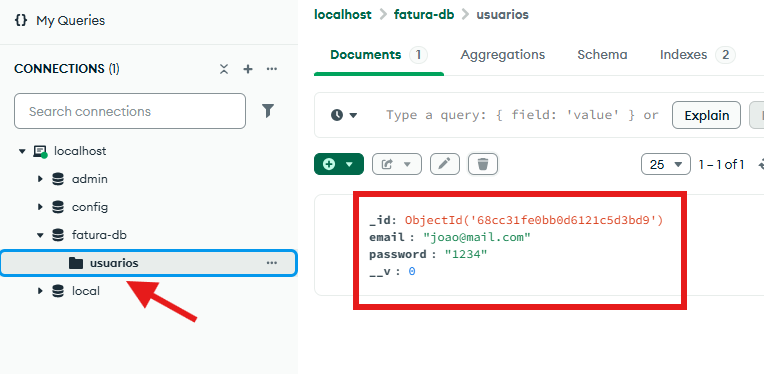 My Queries
CONNECTIONS (1)
Search connections
localhost
admin
config
fatura-db
usuarios
local
localhost > fatura-db > usuarios
Documents 1 Aggregations Schema Indexes 2
Type a query: { field: 'value' } or Explain
25 1 – 1 of 1
_id: ObjectId('68cc31fe0bb0d6121c5d3bd9')
email : "joao@mail.com"
password : "1234"
__v : 0